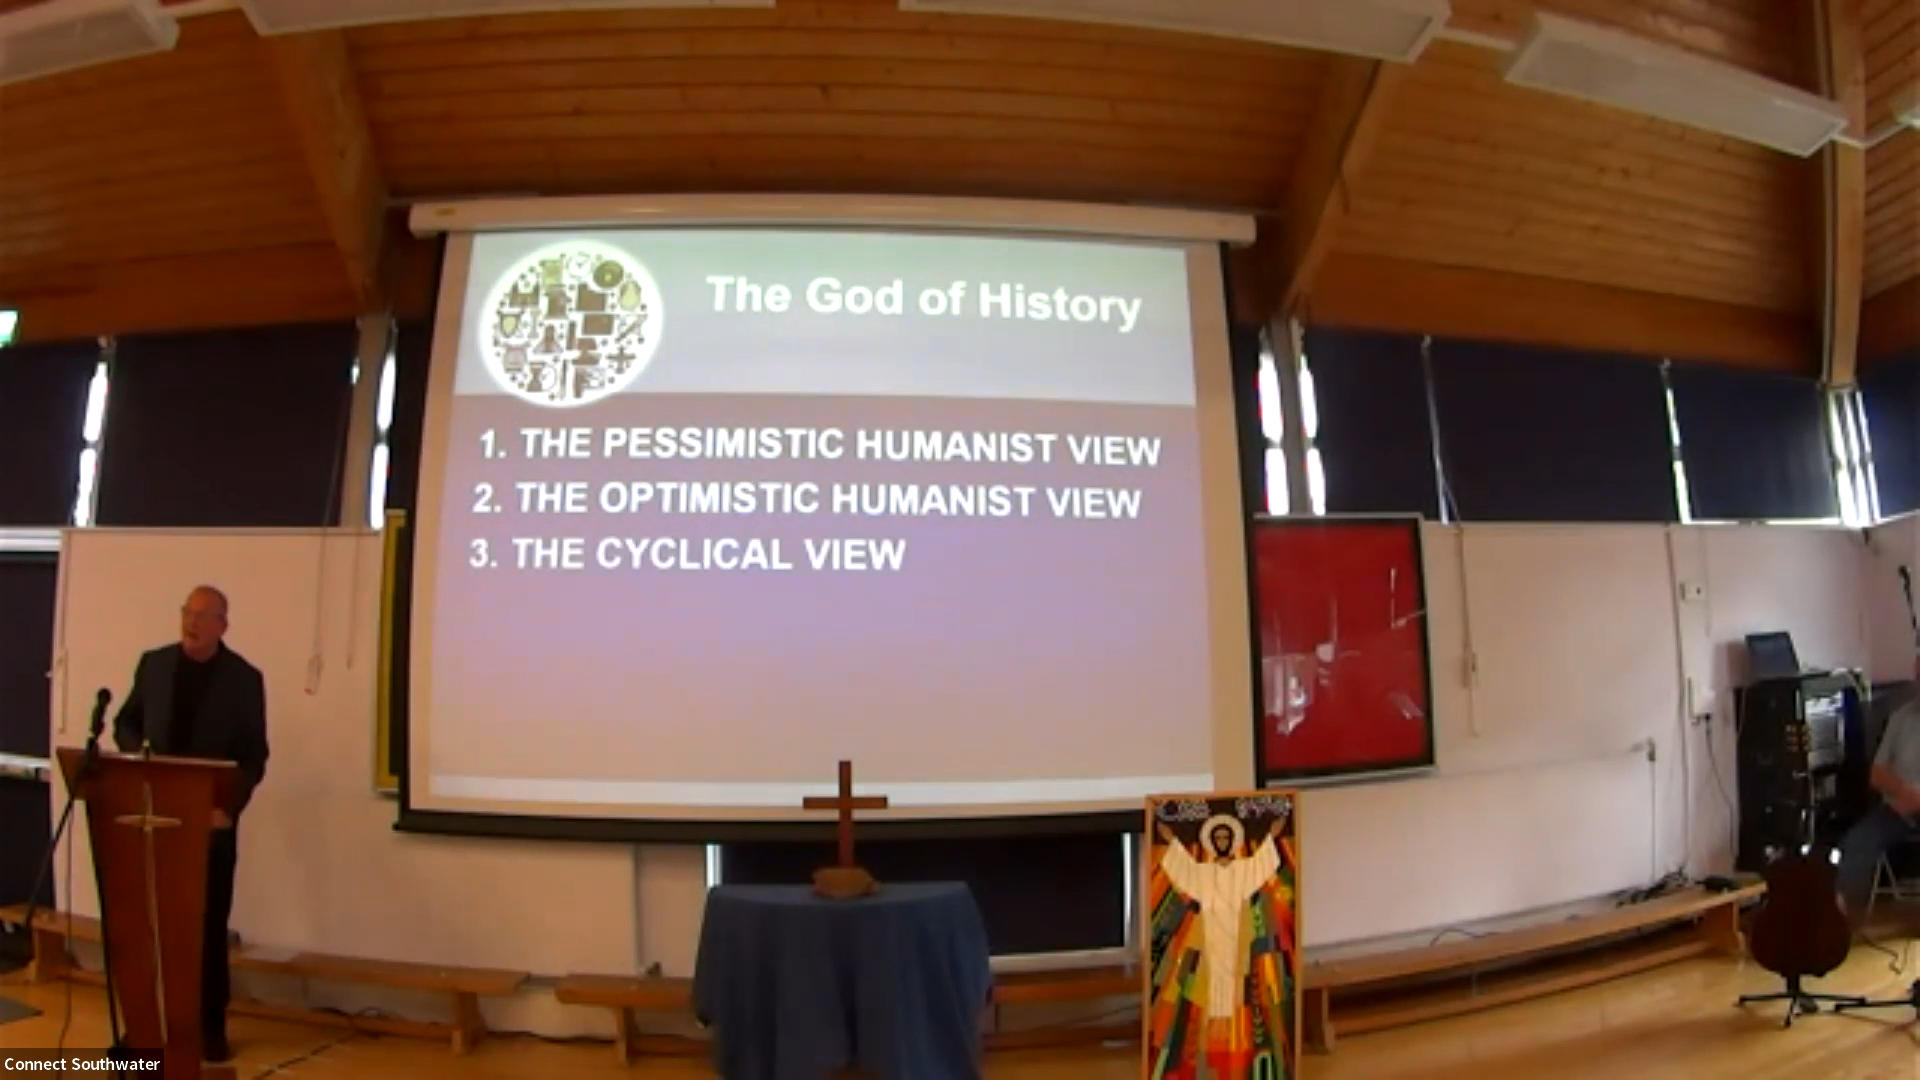 The God of History
1. THE PESSIMISTIC HUMANIST VIEW
2. THE OPTIMISTIC HUMANIST VIEW
3. THE CYCLICAL VIEW
Connect Southwater